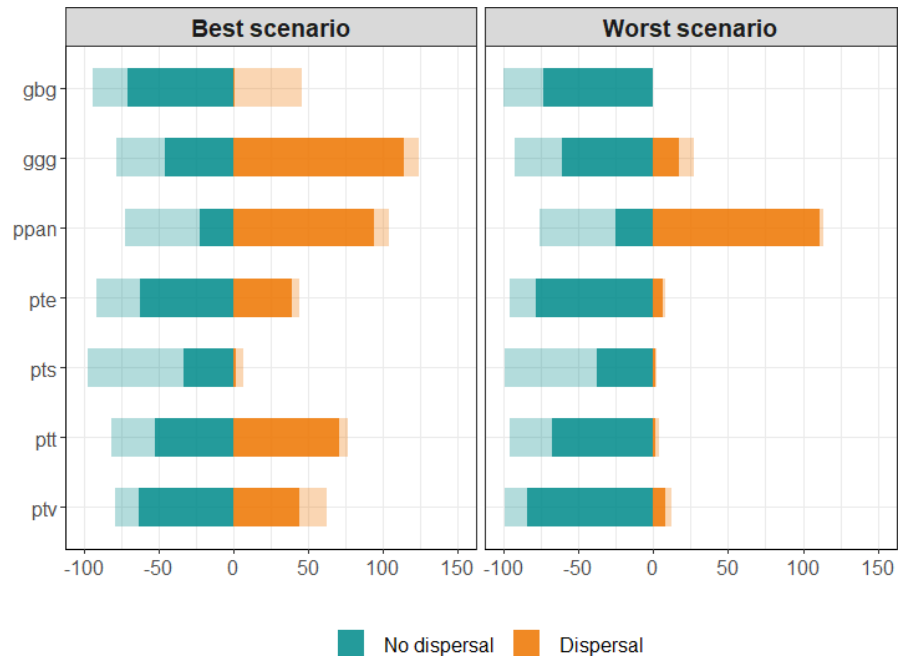 Best scenario
Worst scenario
gbg
ggg
ppan
pte
pts
ptt
ptv
-100 -50 0 50 100 150
-100 -50 0 50 100 150
No dispersal
Dispersal